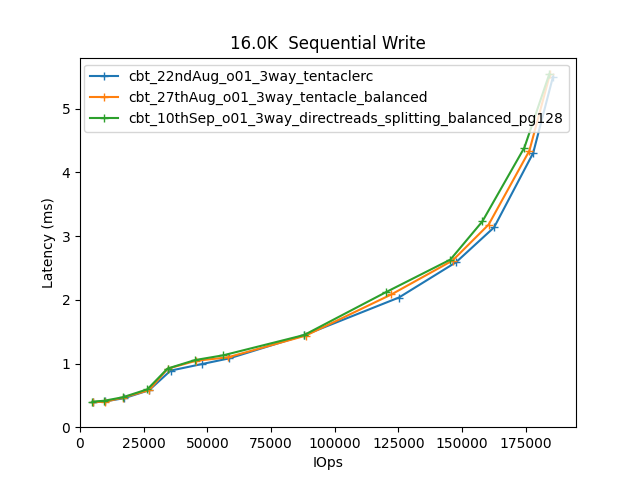 16.0K  Sequential Write
cbt_22ndAug_o01_3way_tentaclerc
cbt_27thAug_o01_3way_tentacle_balanced
cbt_10thSep_o01_3way_directreads_splitting_balanced_pg128
Latency (ms)
5
4
3
2
1
0
0 25000 50000 75000 100000 125000 150000 175000
IOps